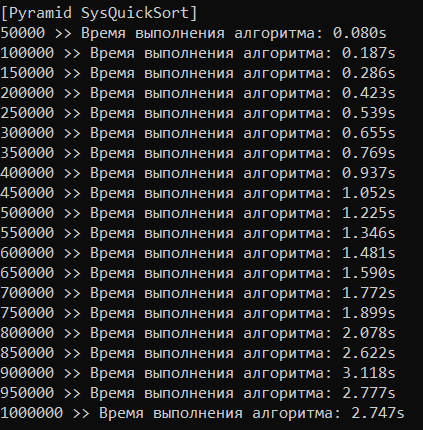 [Pyramid SysQuickSort]
50000 >> Время выполнения алгоритма: 0.080s
100000 >> Время выполнения алгоритма: 0.187s
150000 >> Время выполнения алгоритма: 0.286s
200000 >> Время выполнения алгоритма: 0.423s
250000 >> Время выполнения алгоритма: 0.539s
300000 >> Время выполнения алгоритма: 0.655s
350000 >> Время выполнения алгоритма: 0.769s
400000 >> Время выполнения алгоритма: 0.937s
450000 >> Время выполнения алгоритма: 1.052s
500000 >> Время выполнения алгоритма: 1.225s
550000 >> Время выполнения алгоритма: 1.346s
600000 >> Время выполнения алгоритма: 1.481s
650000 >> Время выполнения алгоритма: 1.590s
700000 >> Время выполнения алгоритма: 1.772s
750000 >> Время выполнения алгоритма: 1.899s
800000 >> Время выполнения алгоритма: 2.078s
850000 >> Время выполнения алгоритма: 2.622s
900000 >> Время выполнения алгоритма: 3.118s
950000 >> Время выполнения алгоритма: 2.777s
1000000 >> Время выполнения алгоритма: 2.747s